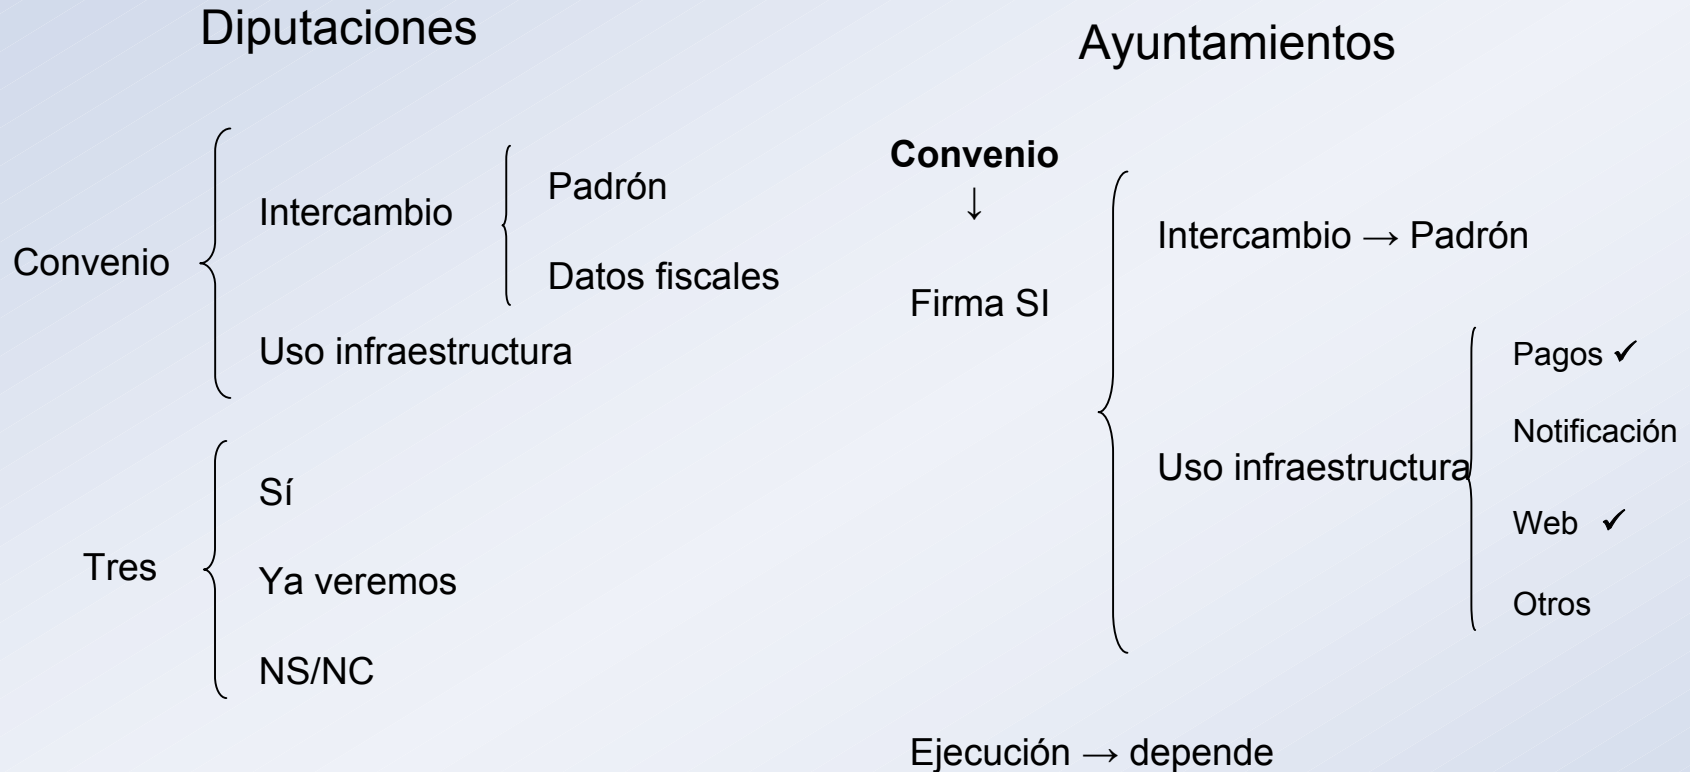 Diputaciones
Convenio
Intercambio
Padrón
Datos fiscales
Uso infraestructura
Tres
Sí
Ya veremos
NS/NC
Ayuntamientos
Convenio
↓
Firma SI
Intercambio → Padrón
Uso infraestructura
Pagos ✓
Notificación
Web ✓
Otros
Ejecución → depende